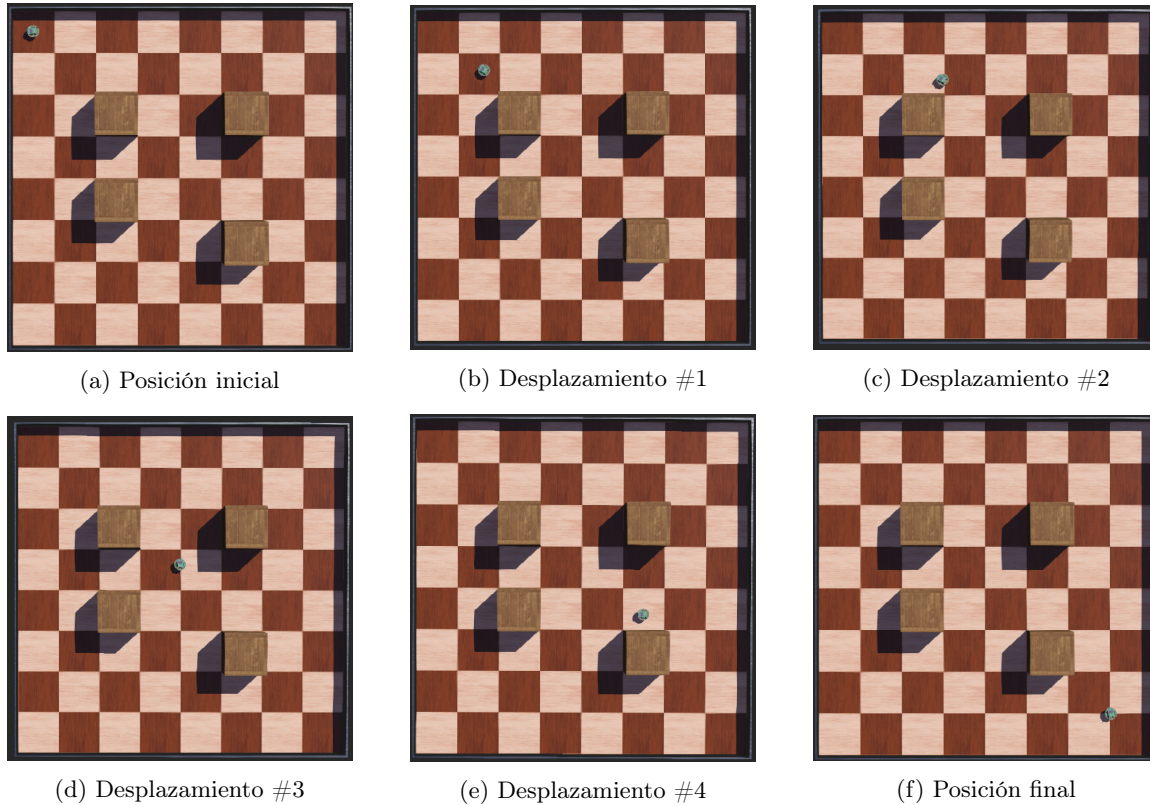 (a) Posición inicial
(b) Desplazamiento #1
(c) Desplazamiento #2
(d) Desplazamiento #3
(e) Desplazamiento #4
(f) Posición final